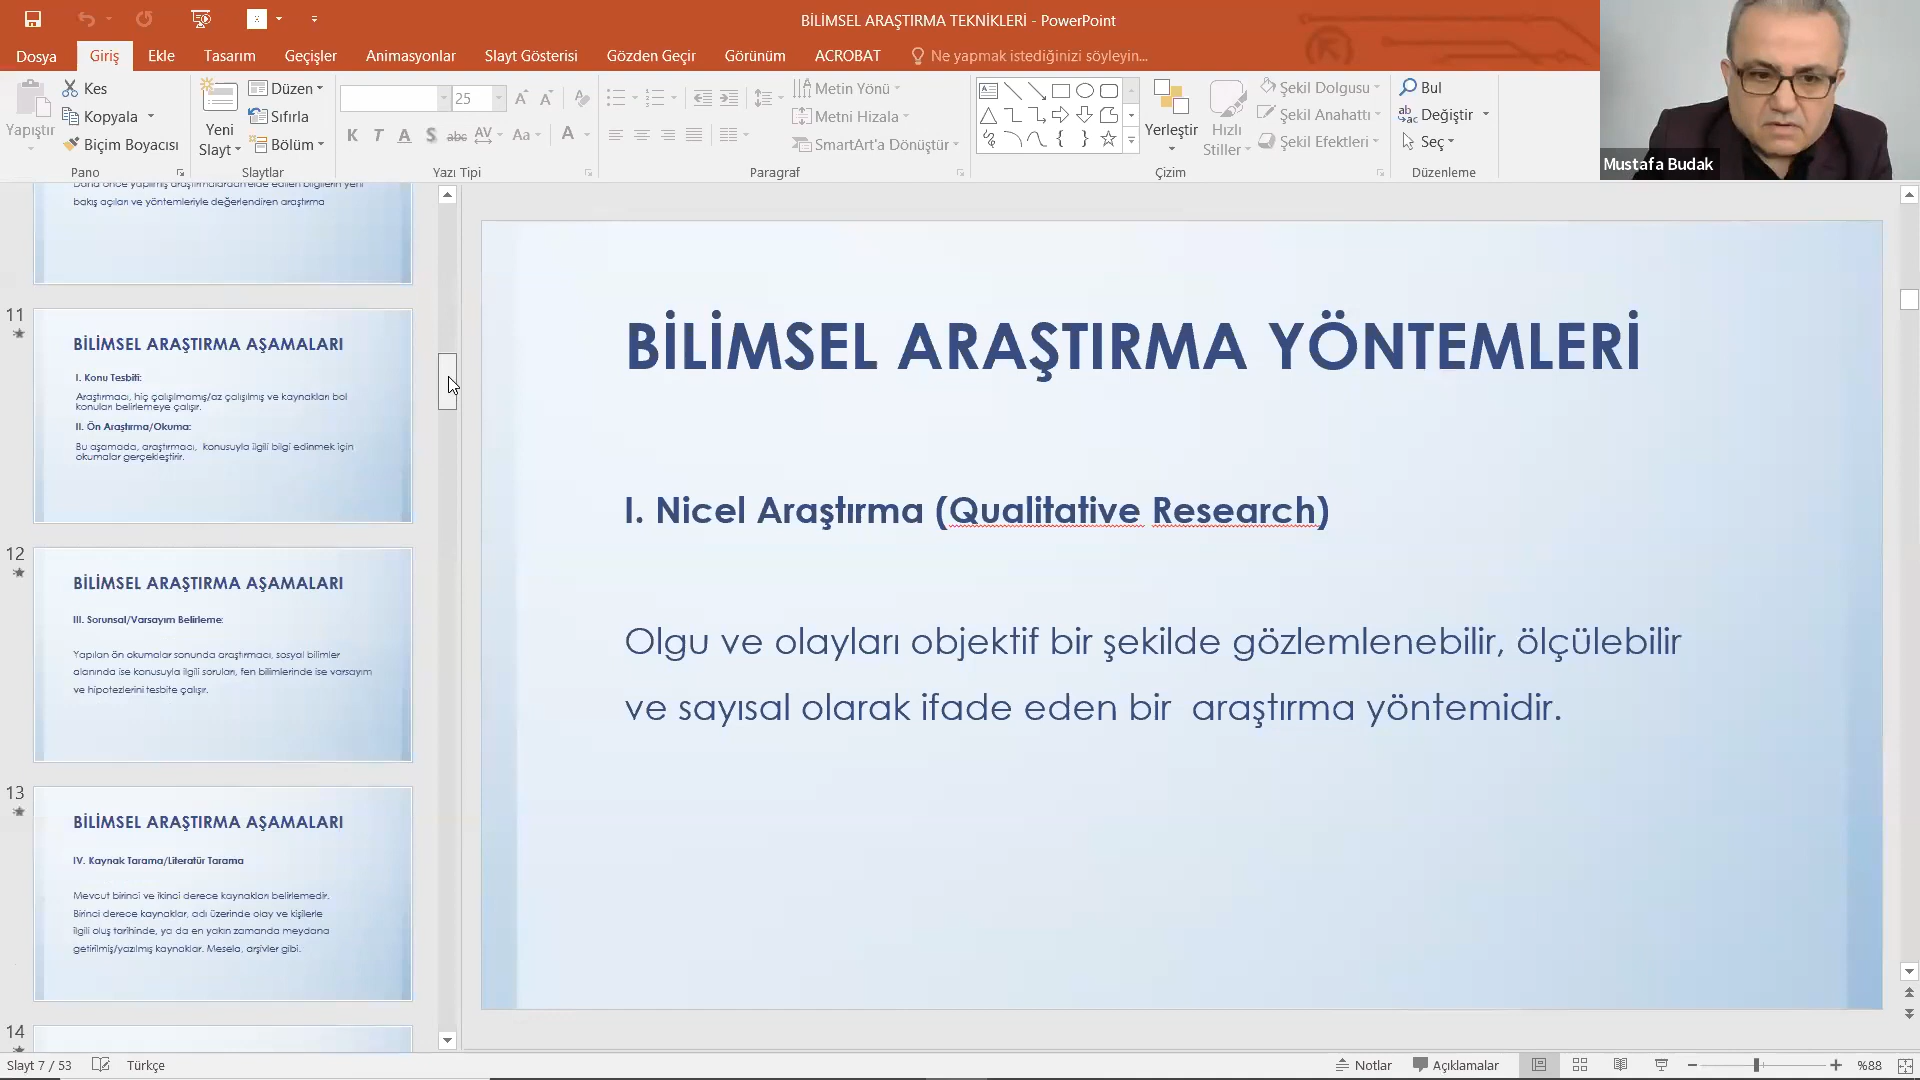 BİLİMSEL ARAŞTIRMA TEKNİKLERİ - PowerPoint
Dosya Giriş Ekle Tasarım Geçişler Animasyonlar Slayt Gösterisi Gözden Geçir Görünüm ACROBAT Ne yapmak istediğinizi söyleyin...
Yapıştır
Kes
Kopyala
Biçim Boyacısı
Pano
Yeni
Slayt
Düzen
Sıfırla
Bölüm
Slaytlar
25
K T A S abc AV Aa A
Yazı Tipi
Metin Yönü
Metni Hizala
SmartArt'a Dönüştür
Paragraf
Yerleştir
Hızlı
Stiller
Şekil Dolgusu
Şekil Anahattı
Şekil Efektleri
Çizim
Bul
Değiştir
Seç
Düzenleme
Mustafa Budak
Daha önce yapılmış araştırmalardan elde edilen bilgilerin yeni
bakış açıları ve yöntemleriyle değerlendiren araştırma
11
BİLİMSEL ARAŞTIRMA AŞAMALARI
I. Konu Tesbiti:
Araştırmacı, hiç çalışılmamış/az çalışılmış ve kaynakları bol
konuları belirlemeye çalışır.
II. Ön Araştırma/Okuma:
Bu aşamada, araştırmacı, konusuyla ilgili bilgi edinmek için
okumalar gerçekleştirir.
12
BİLİMSEL ARAŞTIRMA AŞAMALARI
III. Sorunsal/Varsayım Belirleme:
Yapılan ön okumalar sonunda araştırmacı, sosyal bilimler
alanında ise konusuyla ilgili soruları, fen bilimlerinde ise varsayım
ve hipotezlerini tesbite çalışır.
13
BİLİMSEL ARAŞTIRMA AŞAMALARI
IV. Kaynak Tarama/Literatür Tarama
Mevcut birinci ve ikinci derece kaynakları belirlemedir.
Birinci derece kaynaklar, adı üzerinde olay ve kişilerle
ilgili oluş tarihinde, ya da en yakın zamanda meydana
getirilmiş/yazılmış kaynaklar. Mesela, arşivler gibi.
14
BİLİMSEL ARAŞTIRMA YÖNTEMLERİ
I. Nicel Araştırma (Qualitative Research)
Olgu ve olayları objektif bir şekilde gözlemlenebilir, ölçülebilir
ve sayısal olarak ifade eden bir araştırma yöntemidir.
Slayt 7 / 53 Türkçe Notlar Açıklamalar %88